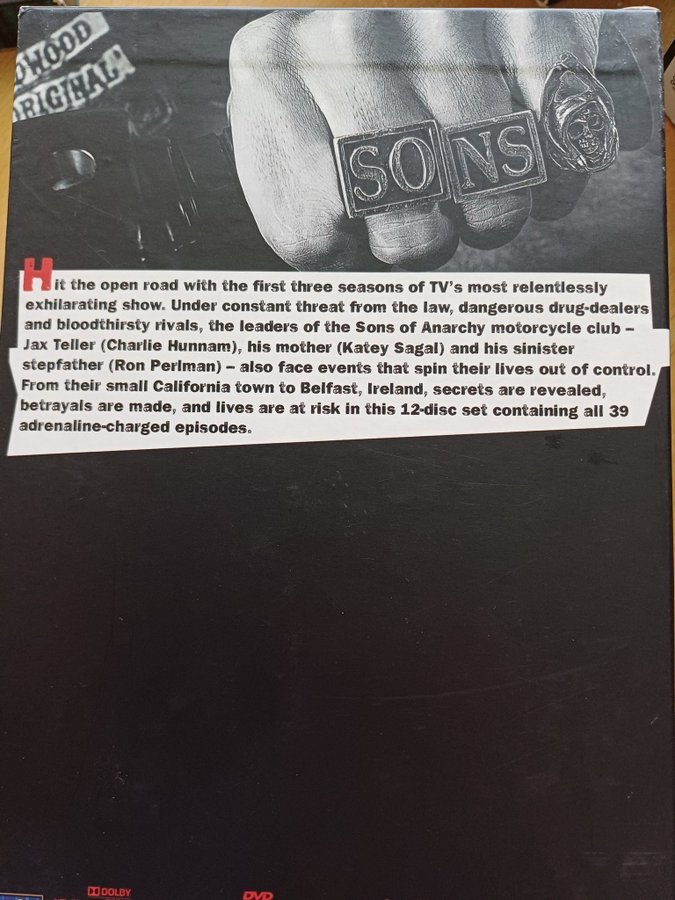 ORIGINAL
SO NS
Hit the open road with the first three seasons of TV's most relentlessly
exhilarating show. Under constant threat from the law, dangerous drug-dealers
and bloodthirsty rivals, the leaders of the Sons of Anarchy motorcycle club –
Jax Teller (Charlie Hunnam), his mother (Katey Sagal) and his sinister
stepfather (Ron Perlman) – also face events that spin their lives out of control.
From their small California town to Belfast, Ireland, secrets are revealed,
betrayals are made, and lives are at risk in this 12-disc set containing all 39
adrenaline-charged episodes.
DOLBY DVD